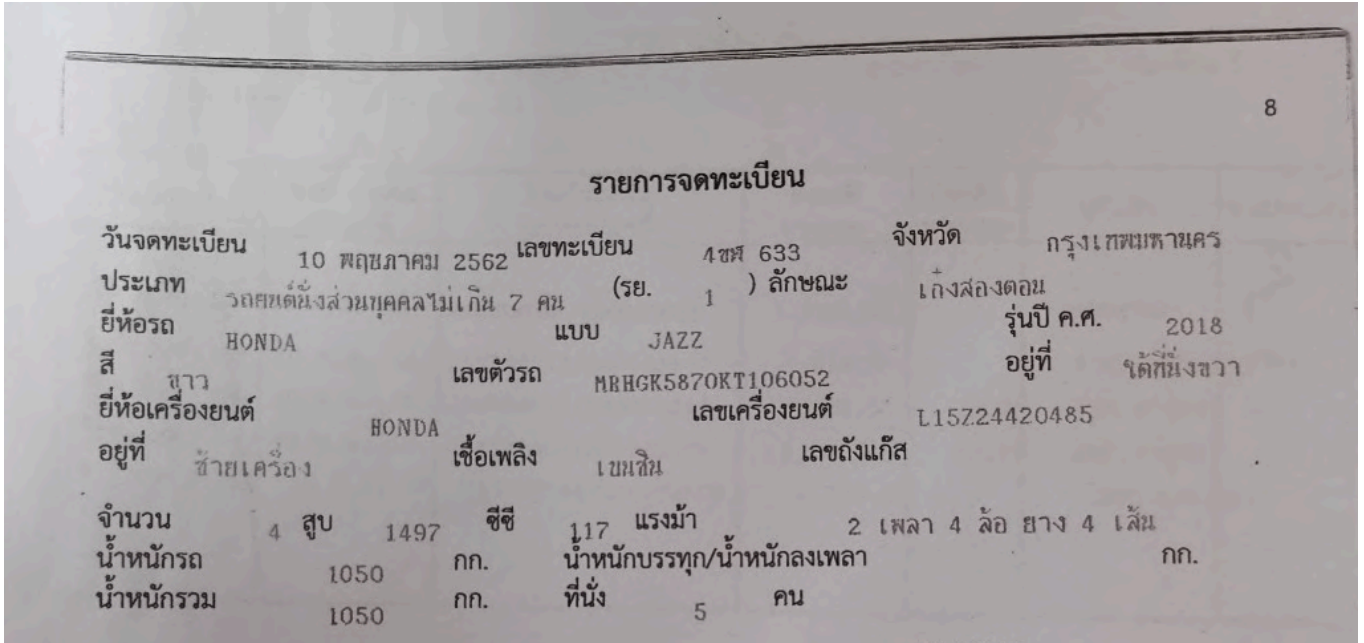 8
รายการจดทะเบียน
วันจดทะเบียน 10 พฤษภาคม 2562 เลขทะเบียน 4ขศ 633 จังหวัด กรุงเทพมหานคร
ประเภท รถยนต์นั่งส่วนบุคคลไม่เกิน 7 คน (รย. 1 ) ลักษณะ เก๋งสองตอน
ยี่ห้อรถ HONDA แบบ JAZZ รุ่นปี ค.ศ. 2018
สี ขาว เลขตัวรถ MRHGK5870KT106052 อยู่ที่ ใต้ที่นั่งขวา
ยี่ห้อเครื่องยนต์ HONDA เลขเครื่องยนต์ L15Z24420485
อยู่ที่ ซ้ายเครื่อง เชื้อเพลิง เบนซิน เลขถังแก๊ส
จำนวน 4 สูบ 1497 ซีซี 117 แรงม้า 2 เพลา 4 ล้อ ยาง 4 เส้น
น้ำหนักรถ 1050 กก. น้ำหนักบรรทุก/น้ำหนักลงเพลา กก.
น้ำหนักรวม 1050 กก. ที่นั่ง 5 คน